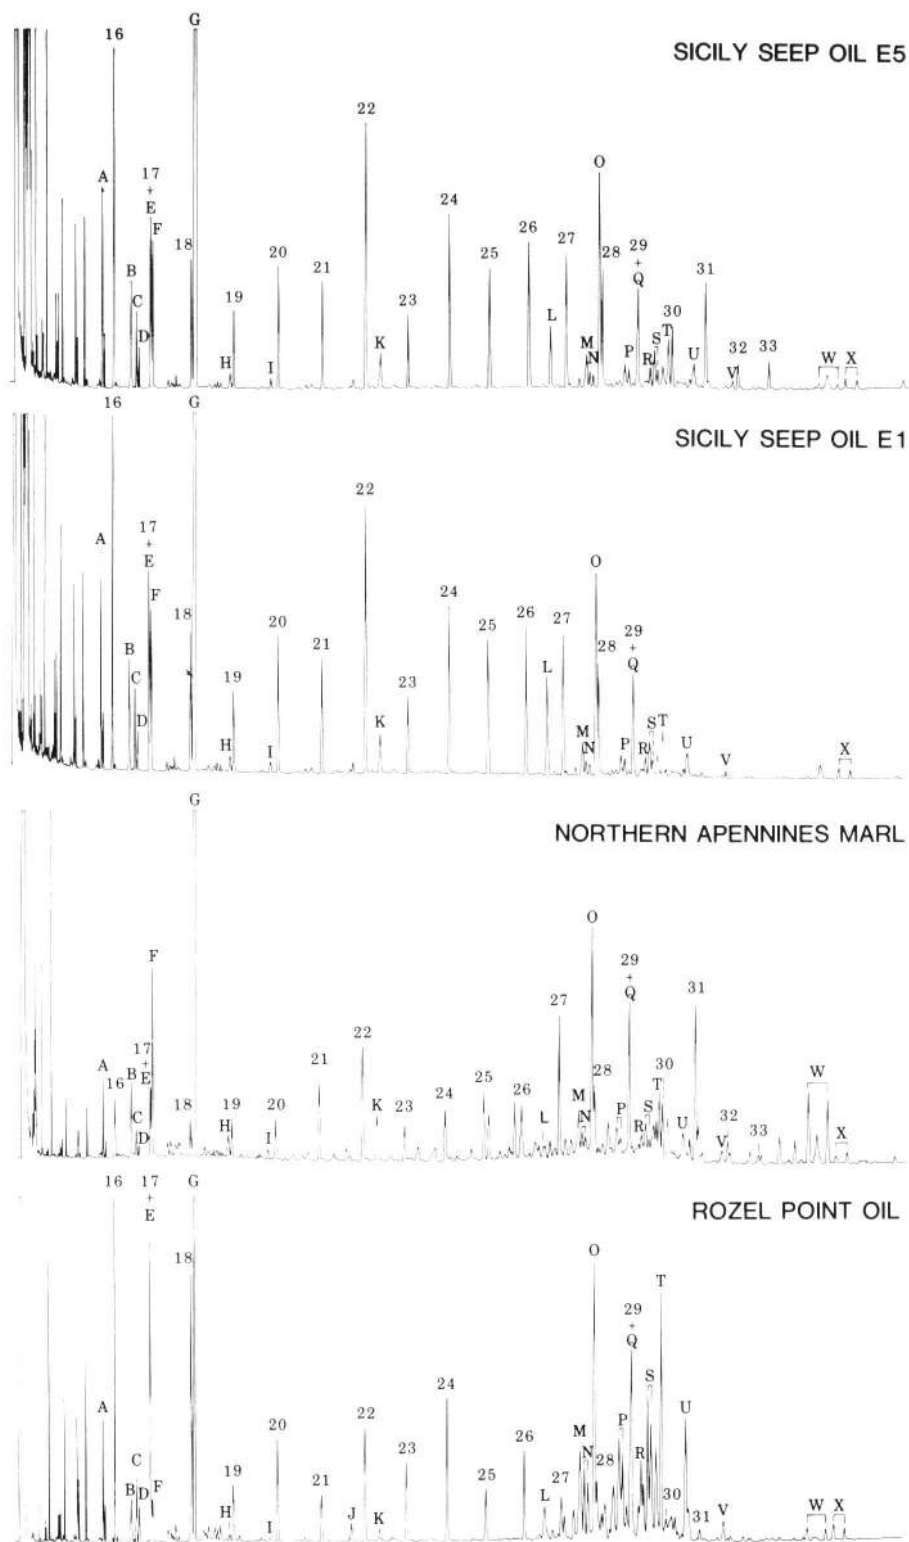 SICILY SEEP OIL E5
G
16
A
17
+
E
F
18
B
C
D
H
19
I
20
21
22
K
23
24
25
26
L
27
M
N
O
28
P
29
+
Q
R
S
T
30
U
31
V
32
33
W
X
SICILY SEEP OIL E1
16
G
A
17
+
E
F
18
B
C
D
H
19
I
20
21
22
K
23
24
25
26
L
27
M
N
O
28
P
29
+
Q
R
S
T
U
V
X
NORTHERN APENNINES MARL
G
A
16
B
C
D
17
+
E
F
18
H
19
I
20
21
22
K
23
24
25
26
L
27
M
N
O
28
P
29
+
Q
R
S
T
30
U
31
V
32
33
W
X
ROZEL POINT OIL
16
17
+
E
G
18
A
B
C
D
F
H
19
I
20
21
J
22
K
23
24
25
26
L
27
M
N
O
28
P
29
+
Q
R
S
T
30
U
31
V
W
X